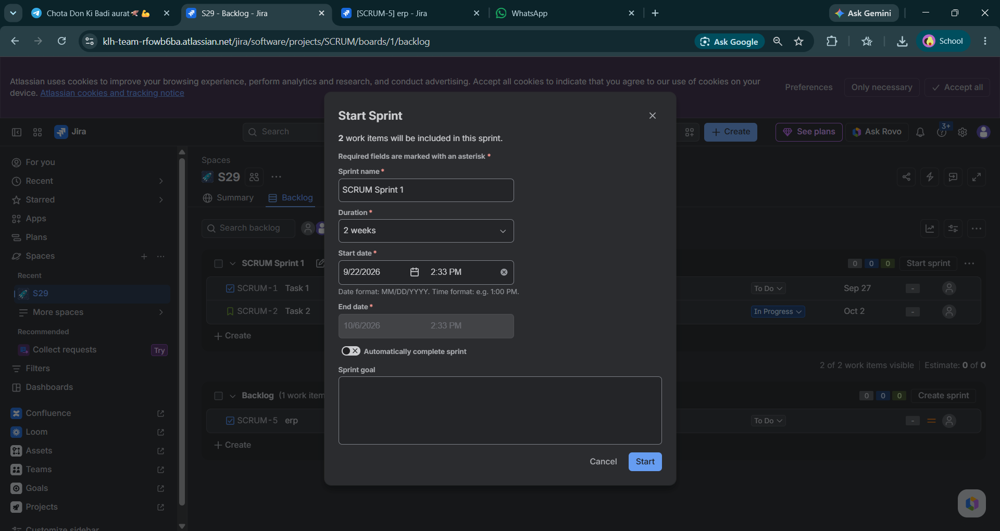 Chota Don Ki Badi aurat
S29 - Backlog - Jira
[SCRUM-5] erp - Jira
WhatsApp
Ask Gemini
klh-team-rfowb6ba.atlassian.net/jira/software/projects/SCRUM/boards/1/backlog
Ask Google
School
Atlassian uses cookies to improve your browsing experience, perform analytics and research, and conduct advertising. Accept all cookies to indicate that you agree to our use of cookies on your
device. Atlassian cookies and tracking notice
Preferences
Only necessary
Accept all
Jira
Search
Create
See plans
Ask Rovo
3+
For you
Recent
Starred
Apps
Plans
Spaces
Recent
S29
More spaces
Recommended
Collect requests
Try
Filters
Dashboards
Confluence
Loom
Assets
Teams
Goals
Projects
Customize sidebar
Spaces
S29
Summary
Backlog
Search backlog
SCRUM Sprint 1
0 0 0
Start sprint
SCRUM-1 Task 1
To Do
Sep 27
-
SCRUM-2 Task 2
In Progress
Oct 2
-
+ Create
2 of 2 work items visible
Estimate: 0 of 0
Backlog (1 work item
0 0 0
Create sprint
SCRUM-5 erp
To Do
-
+ Create
Start Sprint
2 work items will be included in this sprint.
Required fields are marked with an asterisk *
Sprint name *
SCRUM Sprint 1
Duration *
2 weeks
Start date *
9/22/2026 2:33 PM
Date format: MM/DD/YYYY. Time format: e.g. 1:00 PM.
End date *
10/6/2026 2:33 PM
Automatically complete sprint
Sprint goal
Cancel
Start